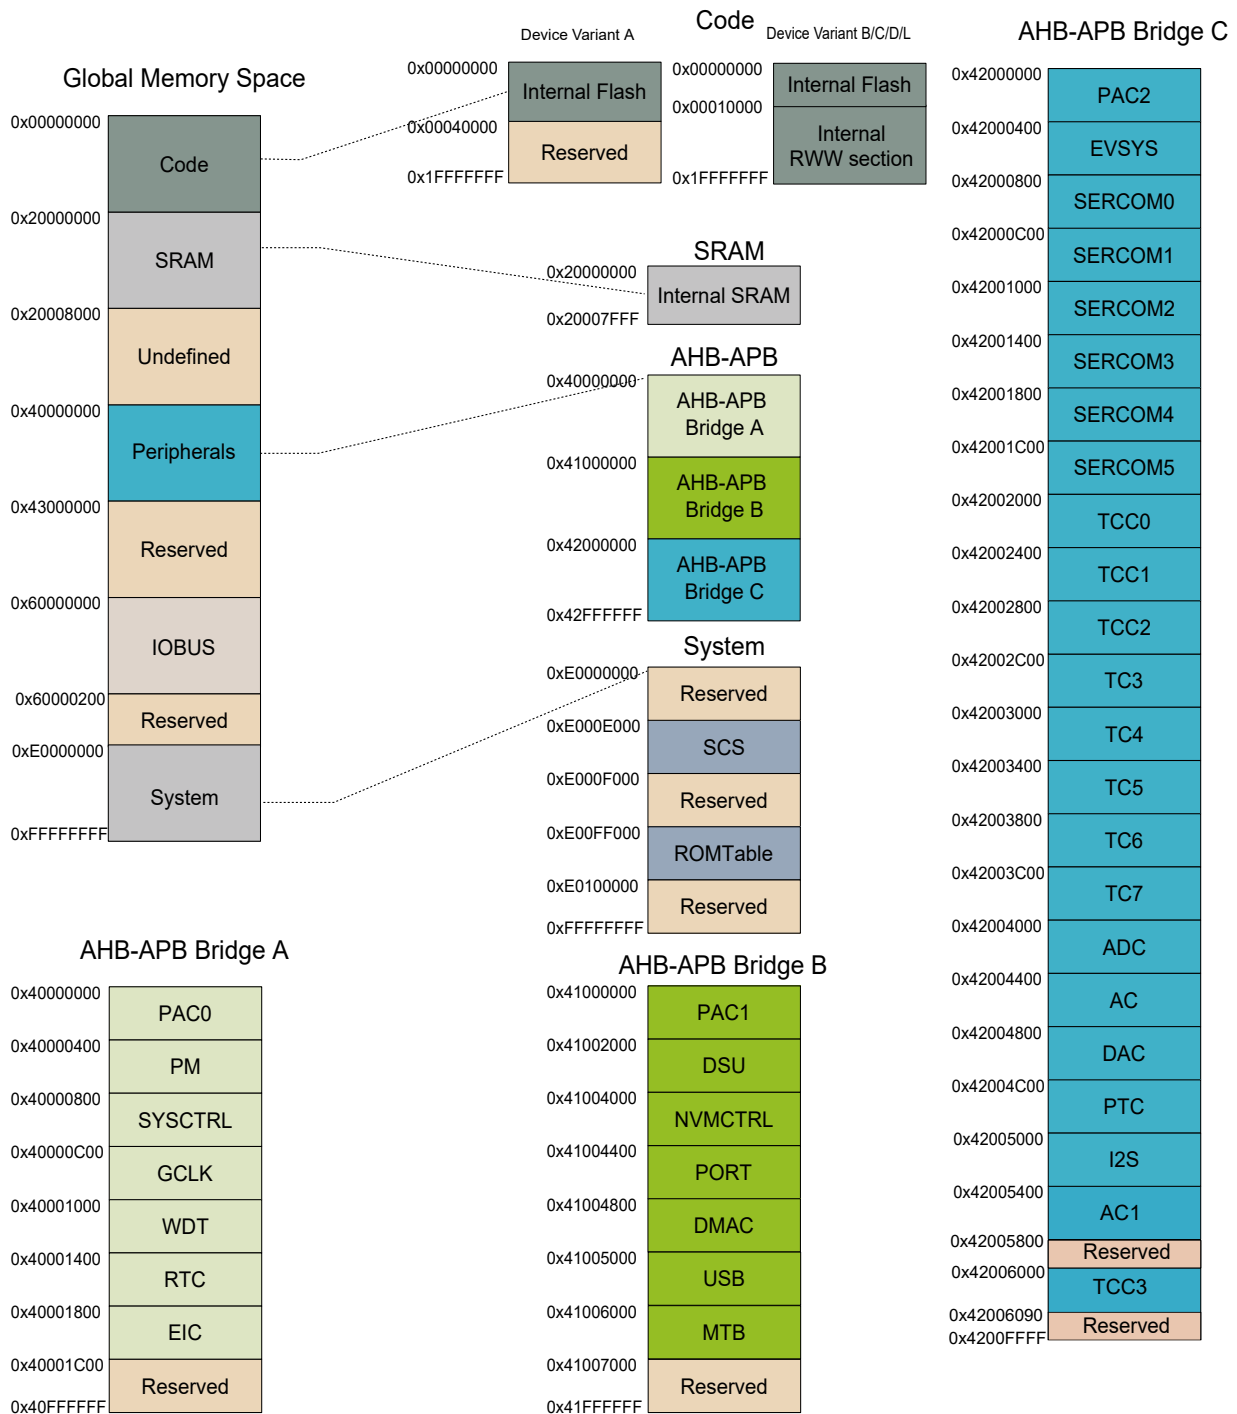 Global Memory Space
0x00000000
Code
0x20000000
SRAM
0x20008000
Undefined
0x40000000
Peripherals
0x43000000
Reserved
0x60000000
IOBUS
0x60000200
Reserved
0xE0000000
System
0xFFFFFFFF
Code
Device Variant A
0x00000000
Internal Flash
0x00040000
Reserved
0x1FFFFFFF
Device Variant B/C/D/L
0x00000000
Internal Flash
0x00010000
Internal
RWW section
0x1FFFFFFF
SRAM
0x20000000
Internal SRAM
0x20007FFF
AHB-APB
0x40000000
AHB-APB
Bridge A
0x41000000
AHB-APB
Bridge B
0x42000000
AHB-APB
Bridge C
0x42FFFFFF
System
0xE0000000
Reserved
0xE000E000
SCS
0xE000F000
Reserved
0xE00FF000
ROMTable
0xE0100000
Reserved
0xFFFFFFFF
AHB-APB Bridge A
0x40000000
PAC0
0x40000400
PM
0x40000800
SYSCTRL
0x40000C00
GCLK
0x40001000
WDT
0x40001400
RTC
0x40001800
EIC
0x40001C00
Reserved
0x40FFFFFF
AHB-APB Bridge B
0x41000000
PAC1
0x41002000
DSU
0x41004000
NVMCTRL
0x41004400
PORT
0x41004800
DMAC
0x41005000
USB
0x41006000
MTB
0x41007000
Reserved
0x41FFFFFF
AHB-APB Bridge C
0x42000000
PAC2
0x42000400
EVSYS
0x42000800
SERCOM0
0x42000C00
SERCOM1
0x42001000
SERCOM2
0x42001400
SERCOM3
0x42001800
SERCOM4
0x42001C00
SERCOM5
0x42002000
TCC0
0x42002400
TCC1
0x42002800
TCC2
0x42002C00
TC3
0x42003000
TC4
0x42003400
TC5
0x42003800
TC6
0x42003C00
TC7
0x42004000
ADC
0x42004400
AC
0x42004800
DAC
0x42004C00
PTC
0x42005000
I2S
0x42005400
AC1
0x42005800
Reserved
0x42006000
TCC3
0x42006090
Reserved
0x4200FFFF